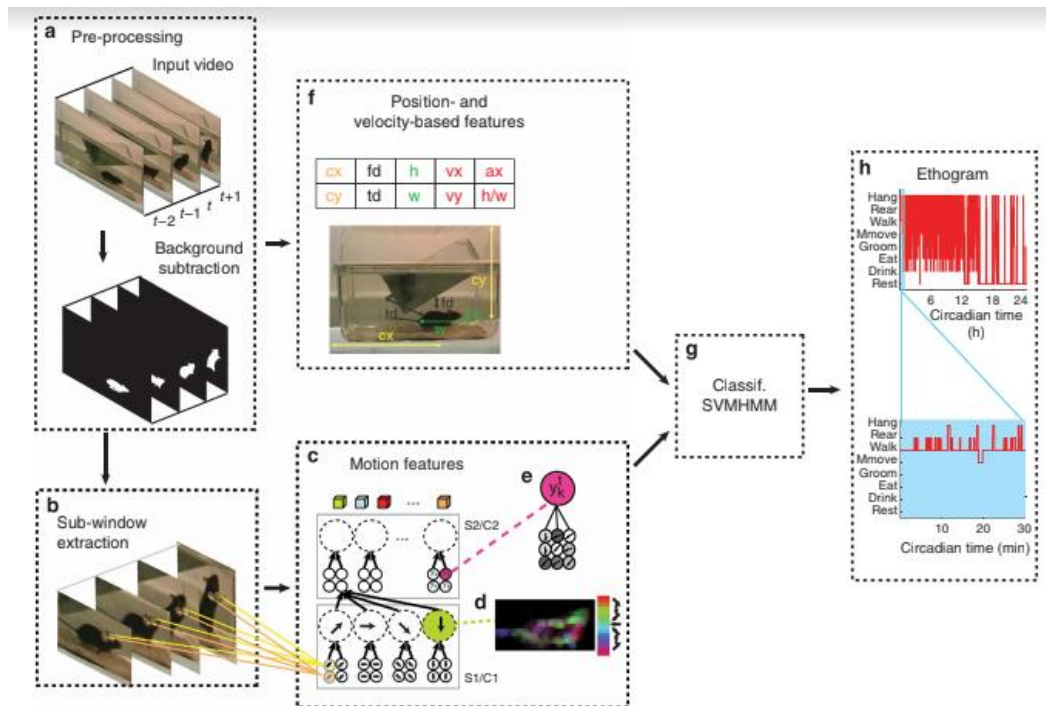 a
Pre-processing
Input video
t–2
t–1
t
t+1
Background
subtraction
b
Sub-window
extraction
f
Position- and
velocity-based features
cx fd h vx ax
cy td w vy h/w
cy
fd
td
h
w
cx
c
Motion features
...
S2/C2
...
S1/C1
d
e
y_k^t
g
Classif.
SVMHMM
h
Ethogram
Hang
Rear
Walk
Mmove
Groom
Eat
Drink
Rest
6 12 18 24
Circadian time
(h)
Hang
Rear
Walk
Mmove
Groom
Eat
Drink
Rest
10 20 30
Circadian time (min)